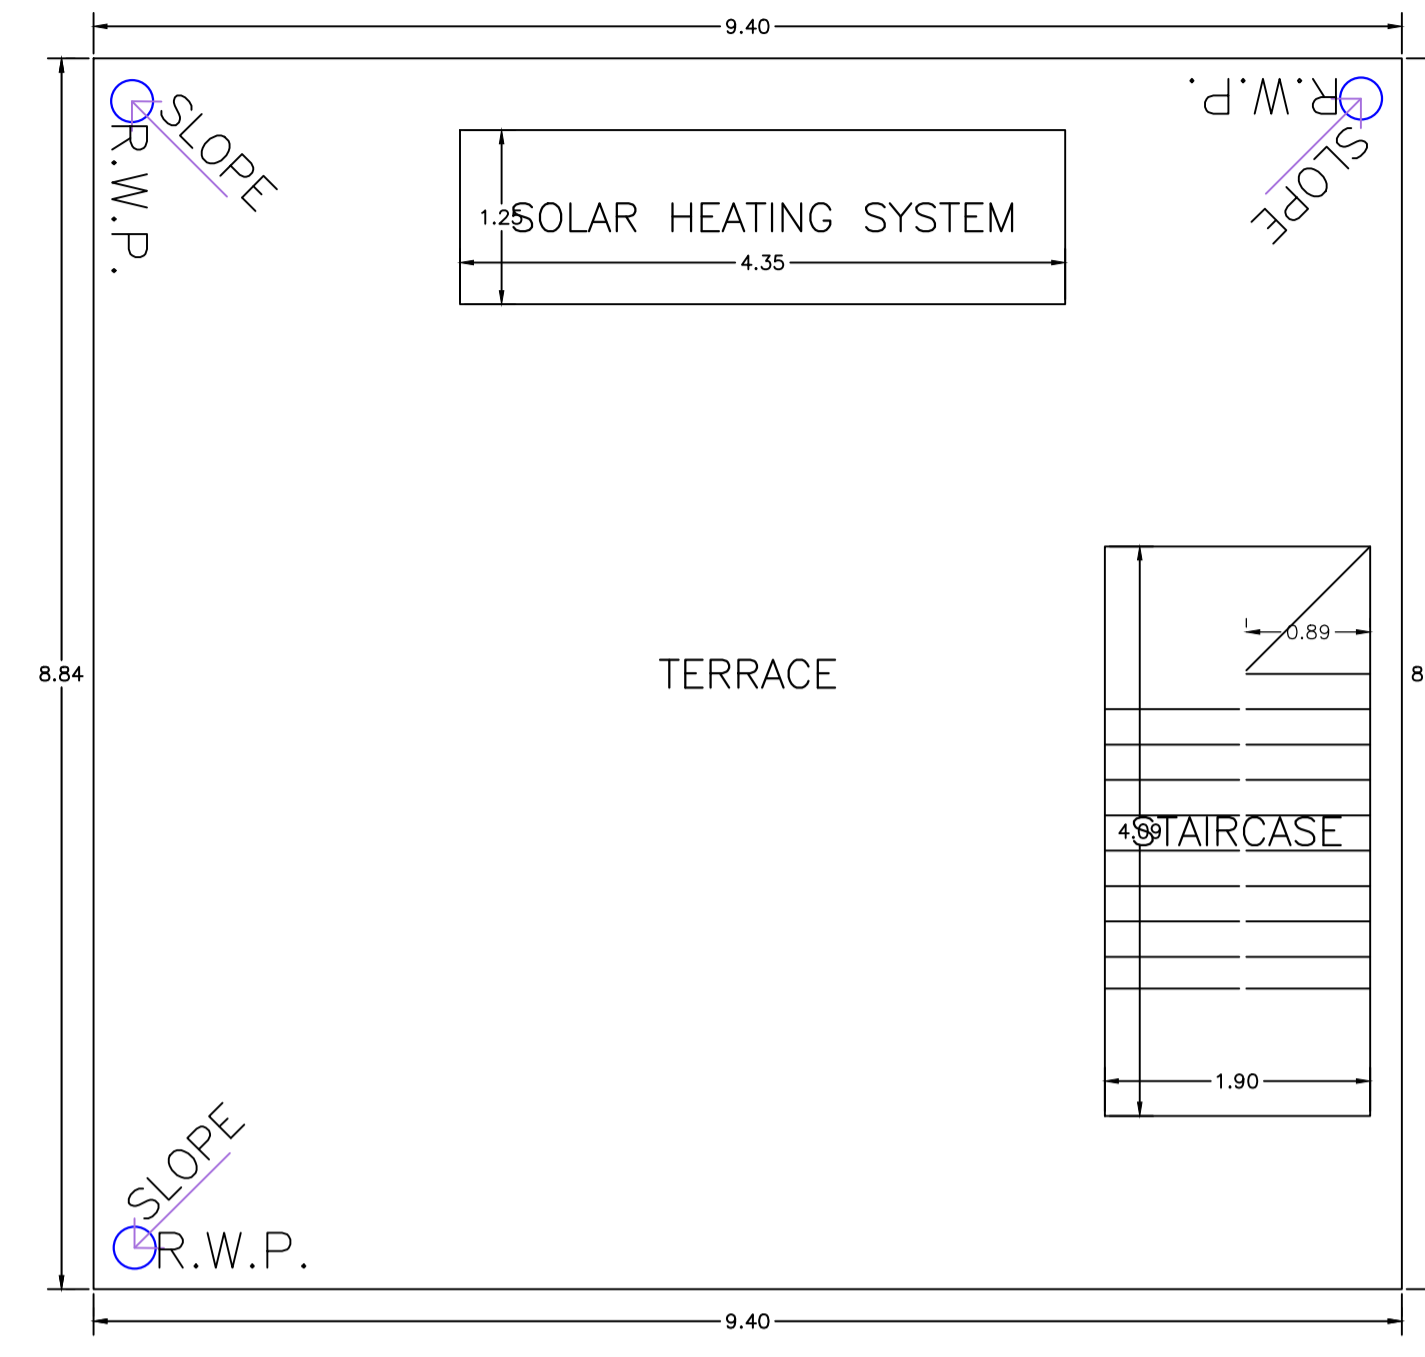 9.40
R.W.P.
SLOPE
R.W.P.
SLOPE
1.25
SOLAR HEATING SYSTEM
4.35
0.89
8.84
TERRACE
8
4.09
STAIRCASE
1.90
SLOPE
R.W.P.
9.40